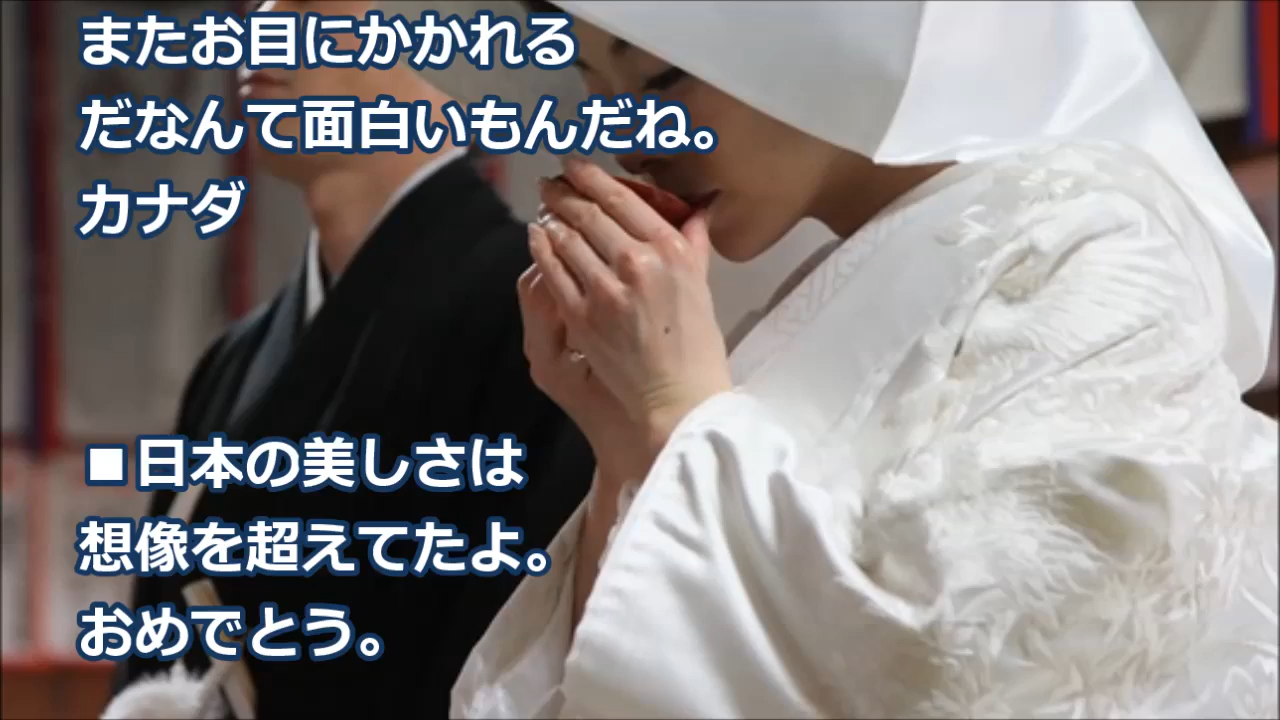 またお目にかかれる
だなんて面白いもんだね。
カナダ
■日本の美しさは
想像を超えてたよ。
おめでとう。